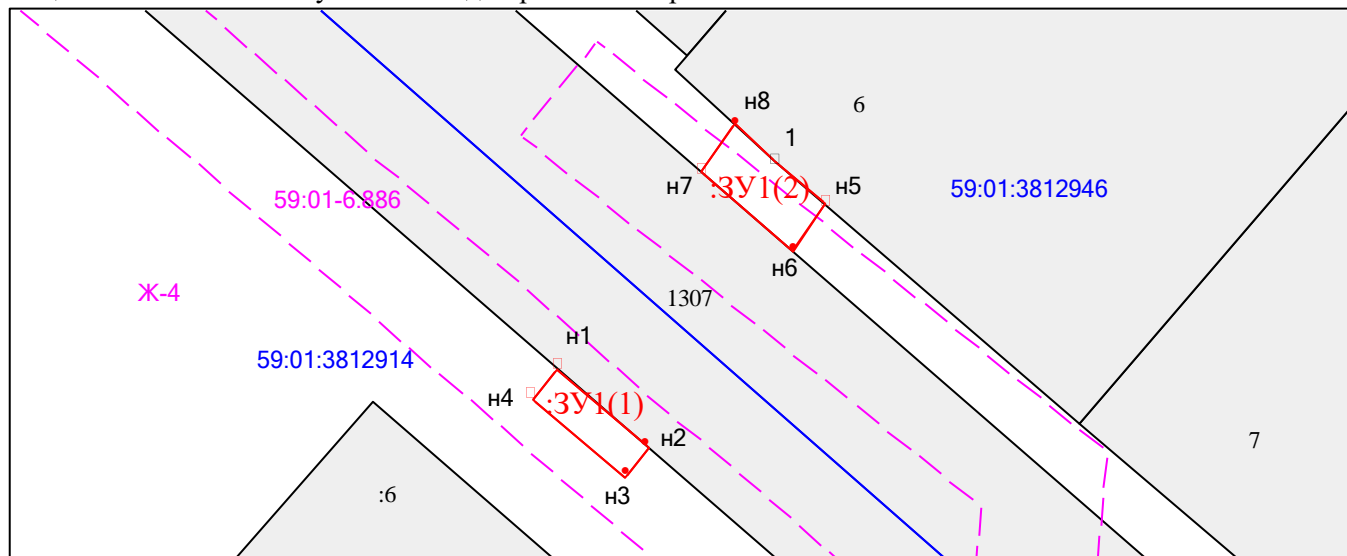 н8
6
1
н7
:ЗУ1(2)
н5
59:01:3812946
59:01-6.886
н6
Ж-4
1307
н1
59:01:3812914
н4
:ЗУ1(1)
н2
7
н3
:6